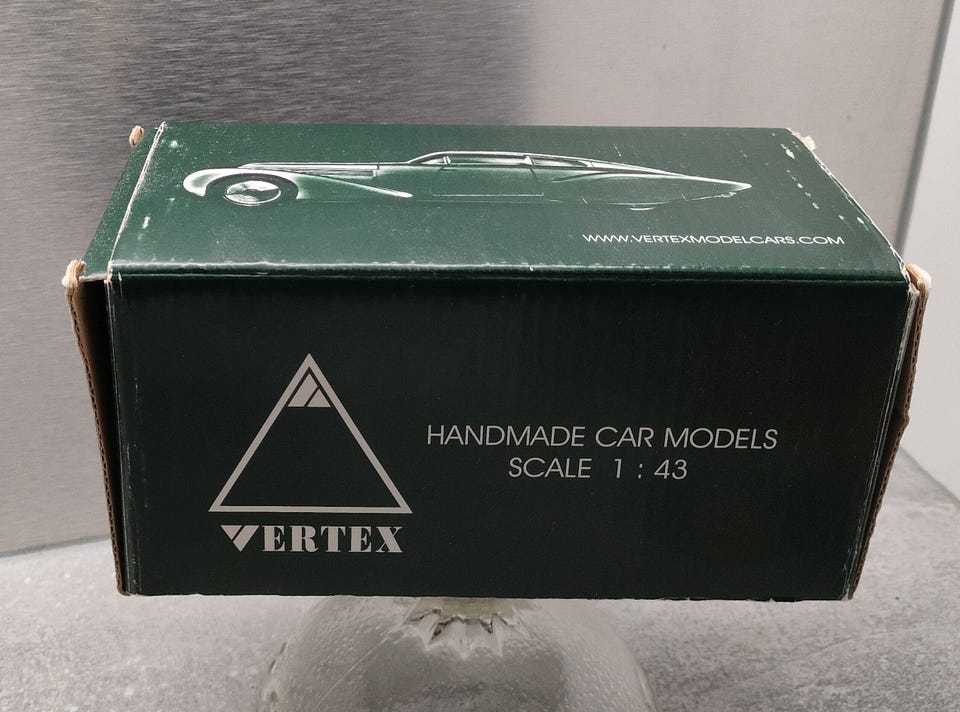 WWW.VERTEXMODELCARS.COM
HANDMADE CAR MODELS
SCALE 1 : 43
VERTEX